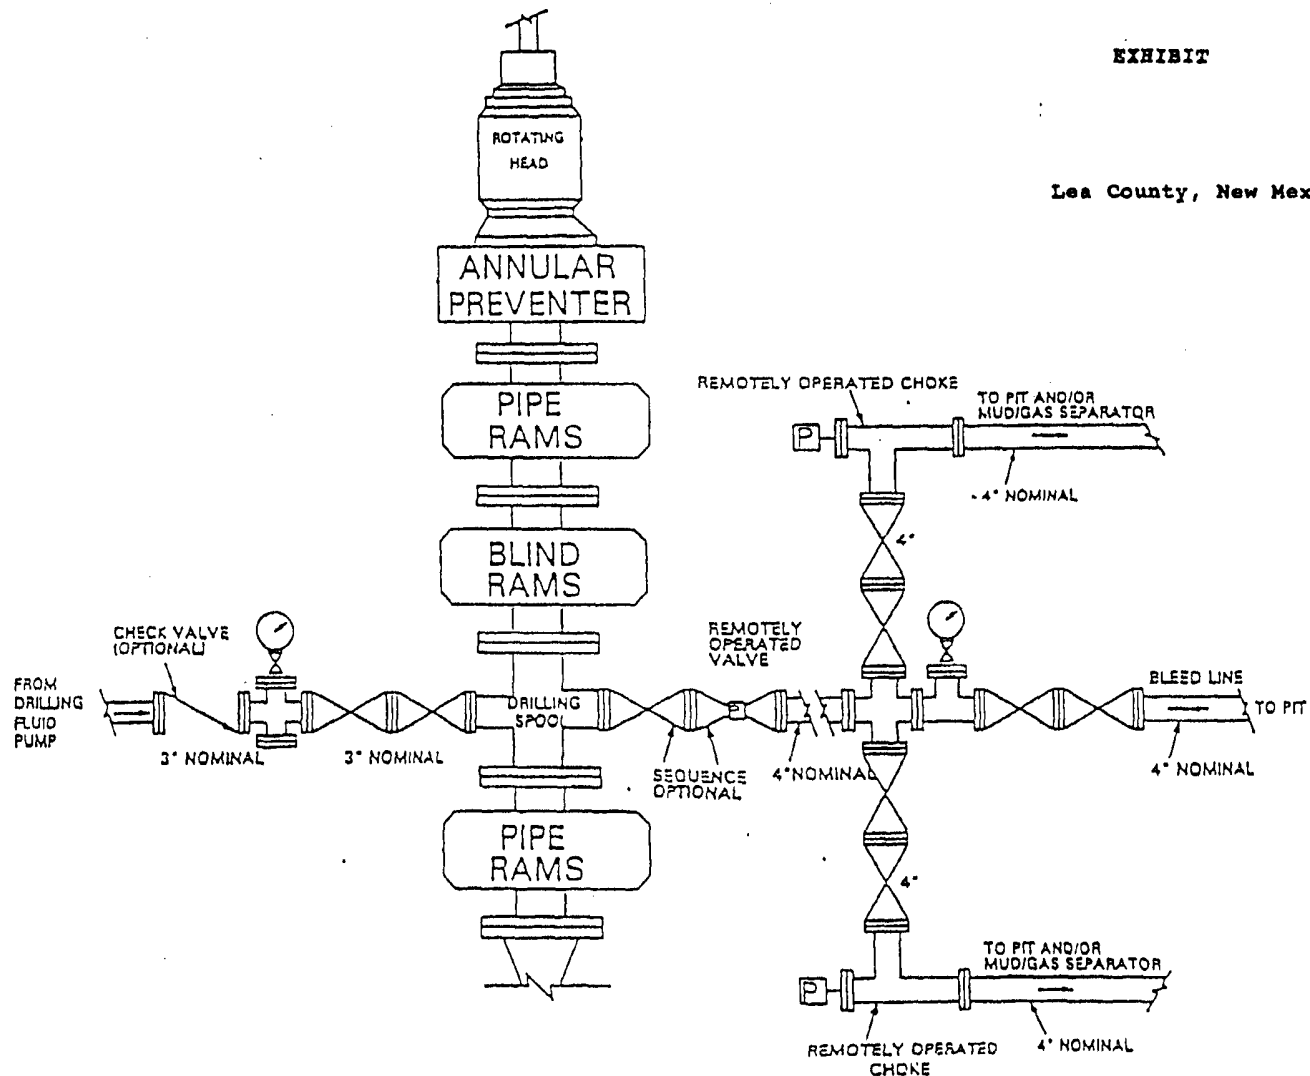 EXHIBIT
Lea County, New Mex
ROTATING
HEAD
ANNULAR
PREVENTER
PIPE
RAMS
BLIND
RAMS
REMOTELY OPERATED CHOKE
TO PIT AND/OR
MUD/GAS SEPARATOR
P
4" NOMINAL
4"
CHECK VALVE
(OPTIONAL)
FROM
DRILLING
FLUID
PUMP
3" NOMINAL
3" NOMINAL
DRILLING
SPOOL
REMOTELY
OPERATED
VALVE
SEQUENCE
OPTIONAL
4" NOMINAL
BLEED LINE
TO PIT
4" NOMINAL
PIPE
RAMS
4"
TO PIT AND/OR
MUD/GAS SEPARATOR
P
REMOTELY OPERATED
CHOKE
4" NOMINAL